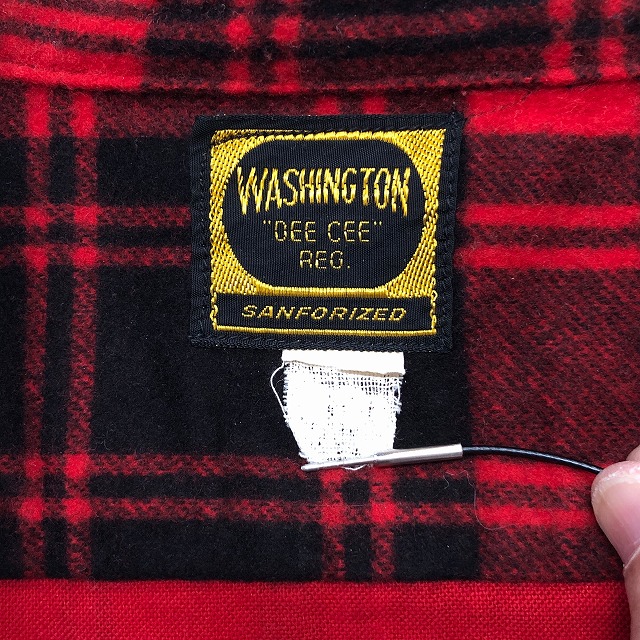 WASHINGTON
"DEE CEE"
REG.
SANFORIZED